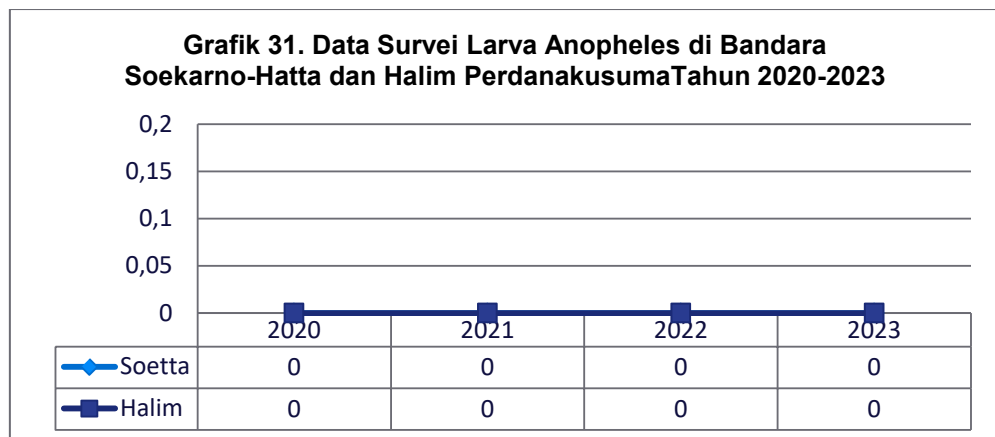 Grafik 31. Data Survei Larva Anopheles di Bandara
Soekarno-Hatta dan Halim PerdanakusumaTahun 2020-2023
0,2
0,15
0,1
0,05
0
2020 2021 2022 2023
Soetta 0 0 0 0
Halim 0 0 0 0